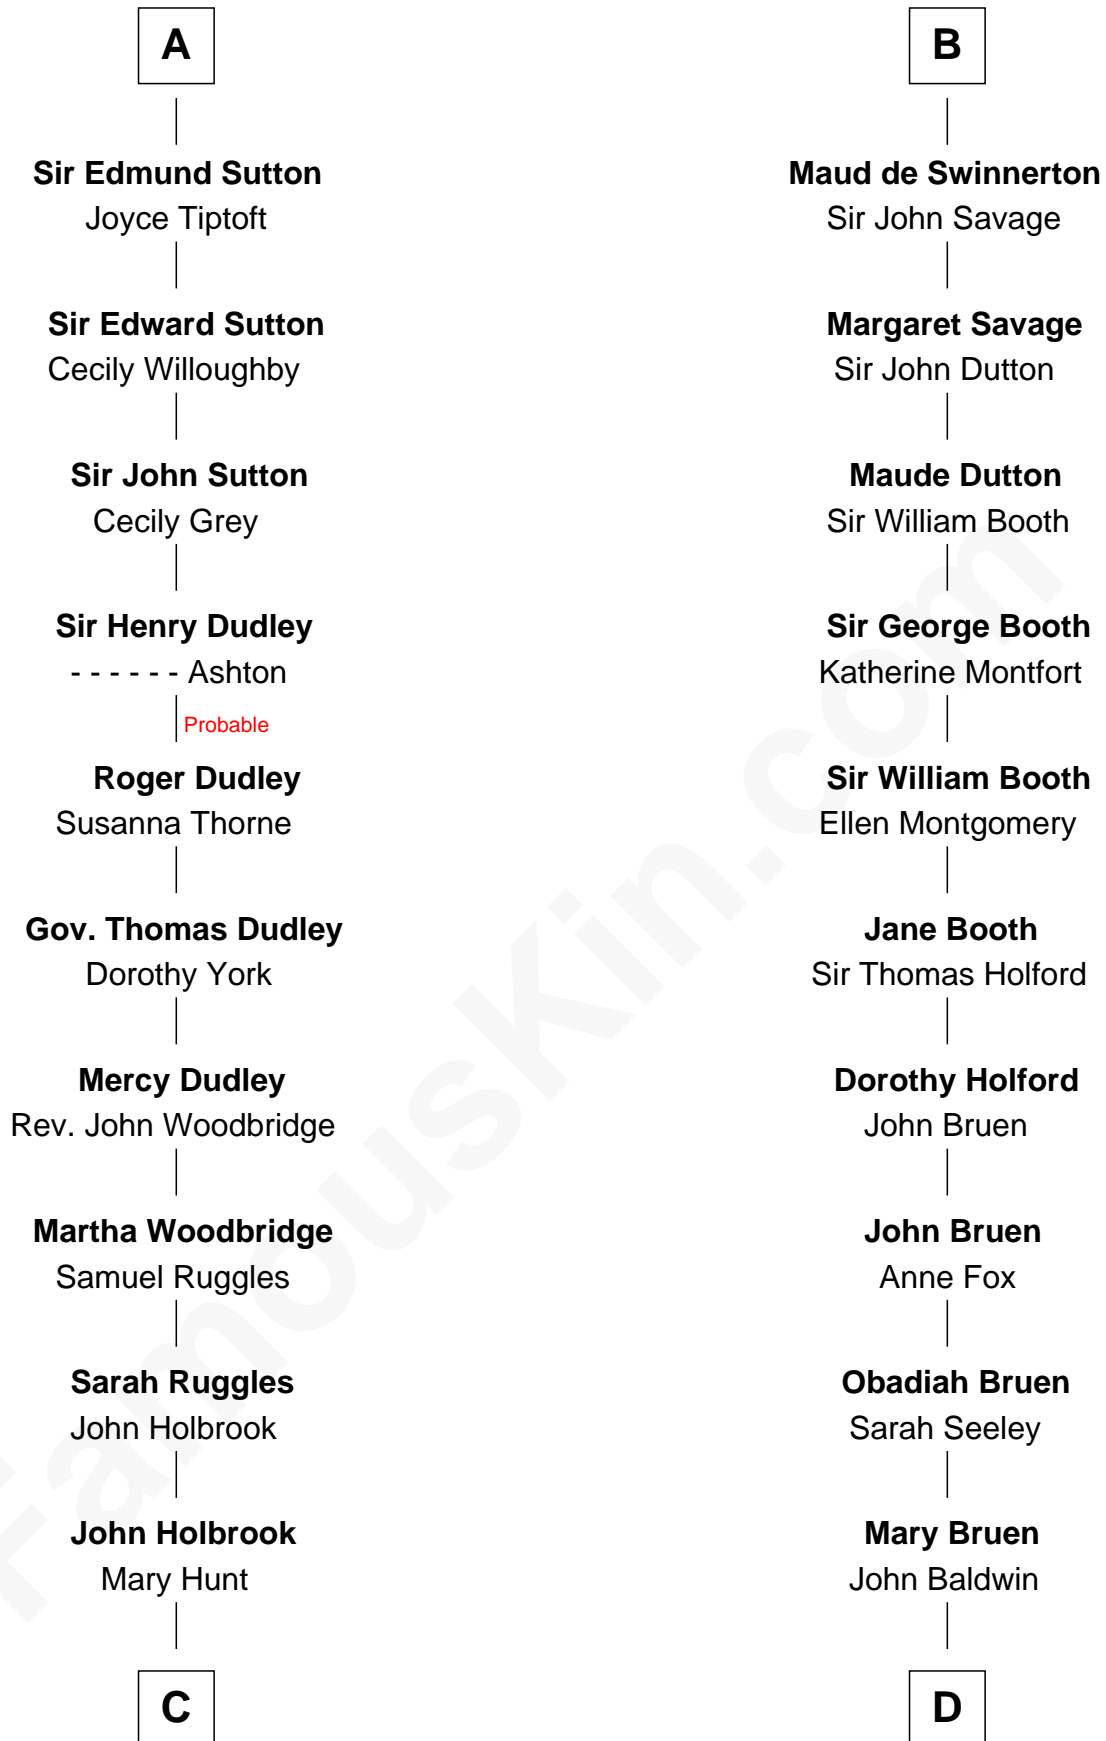 A
Sir Edmund Sutton
Joyce Tiptoft
Sir Edward Sutton
Cecily Willoughby
Sir John Sutton
Cecily Grey
Sir Henry Dudley
- - - - - - Ashton
Probable
Roger Dudley
Susanna Thorne
Gov. Thomas Dudley
Dorothy York
Mercy Dudley
Rev. John Woodbridge
Martha Woodbridge
Samuel Ruggles
Sarah Ruggles
John Holbrook
John Holbrook
Mary Hunt
C
B
Maud de Swinnerton
Sir John Savage
Margaret Savage
Sir John Dutton
Maude Dutton
Sir William Booth
Sir George Booth
Katherine Montfort
Sir William Booth
Ellen Montgomery
Jane Booth
Sir Thomas Holford
Dorothy Holford
John Bruen
John Bruen
Anne Fox
Obadiah Bruen
Sarah Seeley
Mary Bruen
John Baldwin
D
FamousKin.com